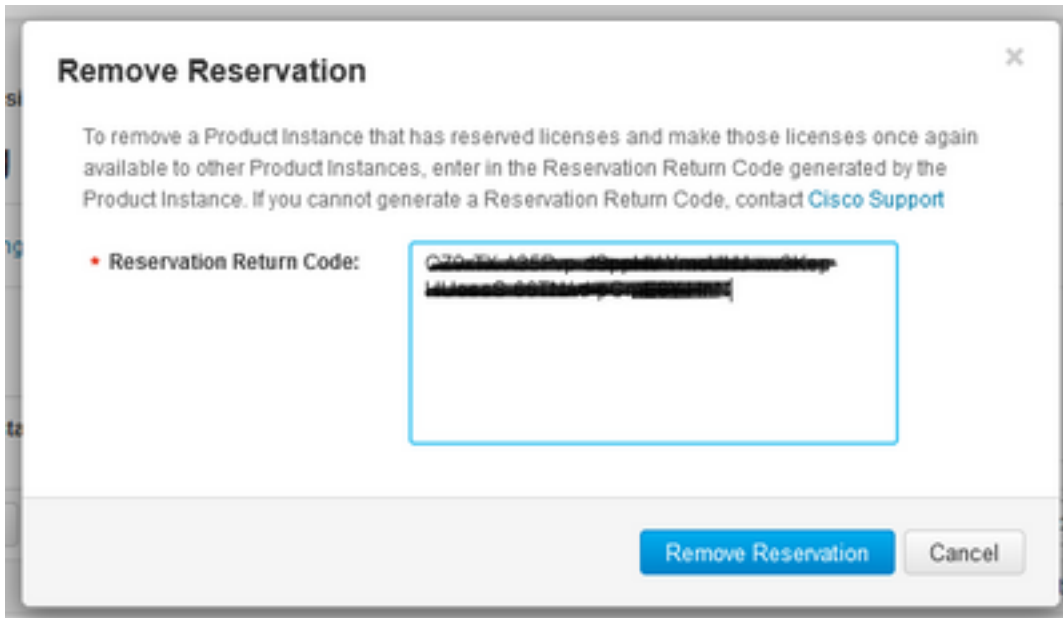 Remove Reservation
To remove a Product Instance that has reserved licenses and make those licenses once again
available to other Product Instances, enter in the Reservation Return Code generated by the
Product Instance. If you cannot generate a Reservation Return Code, contact Cisco Support
* Reservation Return Code:
Remove Reservation
Cancel